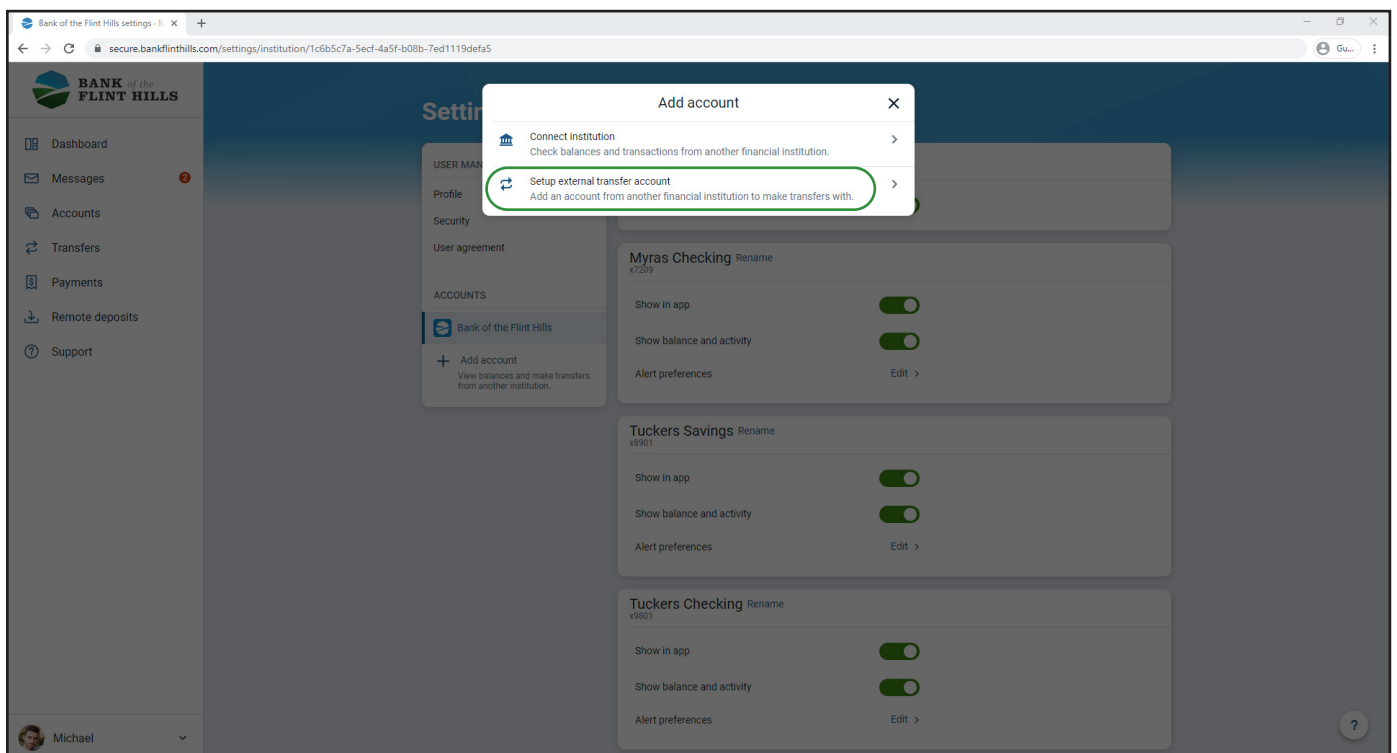 Bank of the Flint Hills settings - B
secure.bankflinthills.com/settings/institution/1c6b5c7a-5ecf-4a5f-b08b-7ed1119defa5
Gu...
BANK of the
FLINT HILLS
Dashboard
Messages
2
Accounts
Transfers
Payments
Remote deposits
Support
Michael
Settin
USER MAN
Profile
Security
User agreement
ACCOUNTS
Bank of the Flint Hills
Add account
View balances and make transfers
from another institution.
Add account
Connect institution
Check balances and transactions from another financial institution.
Setup external transfer account
Add an account from another financial institution to make transfers with.
Myras Checking Rename
x7209
Show in app
Show balance and activity
Alert preferences Edit >
Tuckers Savings Rename
x8901
Show in app
Show balance and activity
Alert preferences Edit >
Tuckers Checking Rename
x9801
Show in app
Show balance and activity
Alert preferences Edit >
?